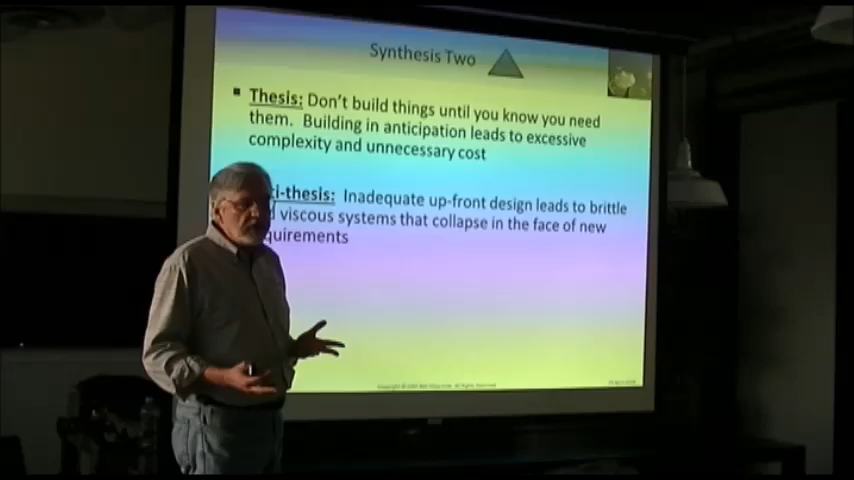 Synthesis Two
▪ Thesis: Don't build things until you know you need
them. Building in anticipation leads to excessive
complexity and unnecessary cost
ti-thesis: Inadequate up-front design leads to brittle
viscous systems that collapse in the face of new
quirements